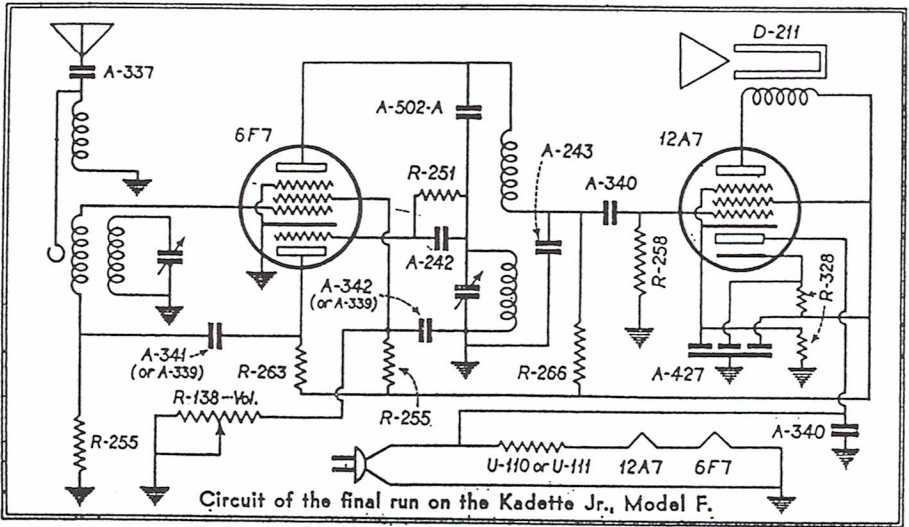 D-211
A-337
A-502-A
6F7
12A7
A-243
R-251
A-340
A-242
R-258
R-328
A-342
(or A-339)
A-341
(or A-339)
R-263
R-266
A-427
R-138-Vol.
R-255
R-255
A-340
U-110 or U-111
12A7
6F7
Circuit of the final run on the Kadette Jr., Model F.